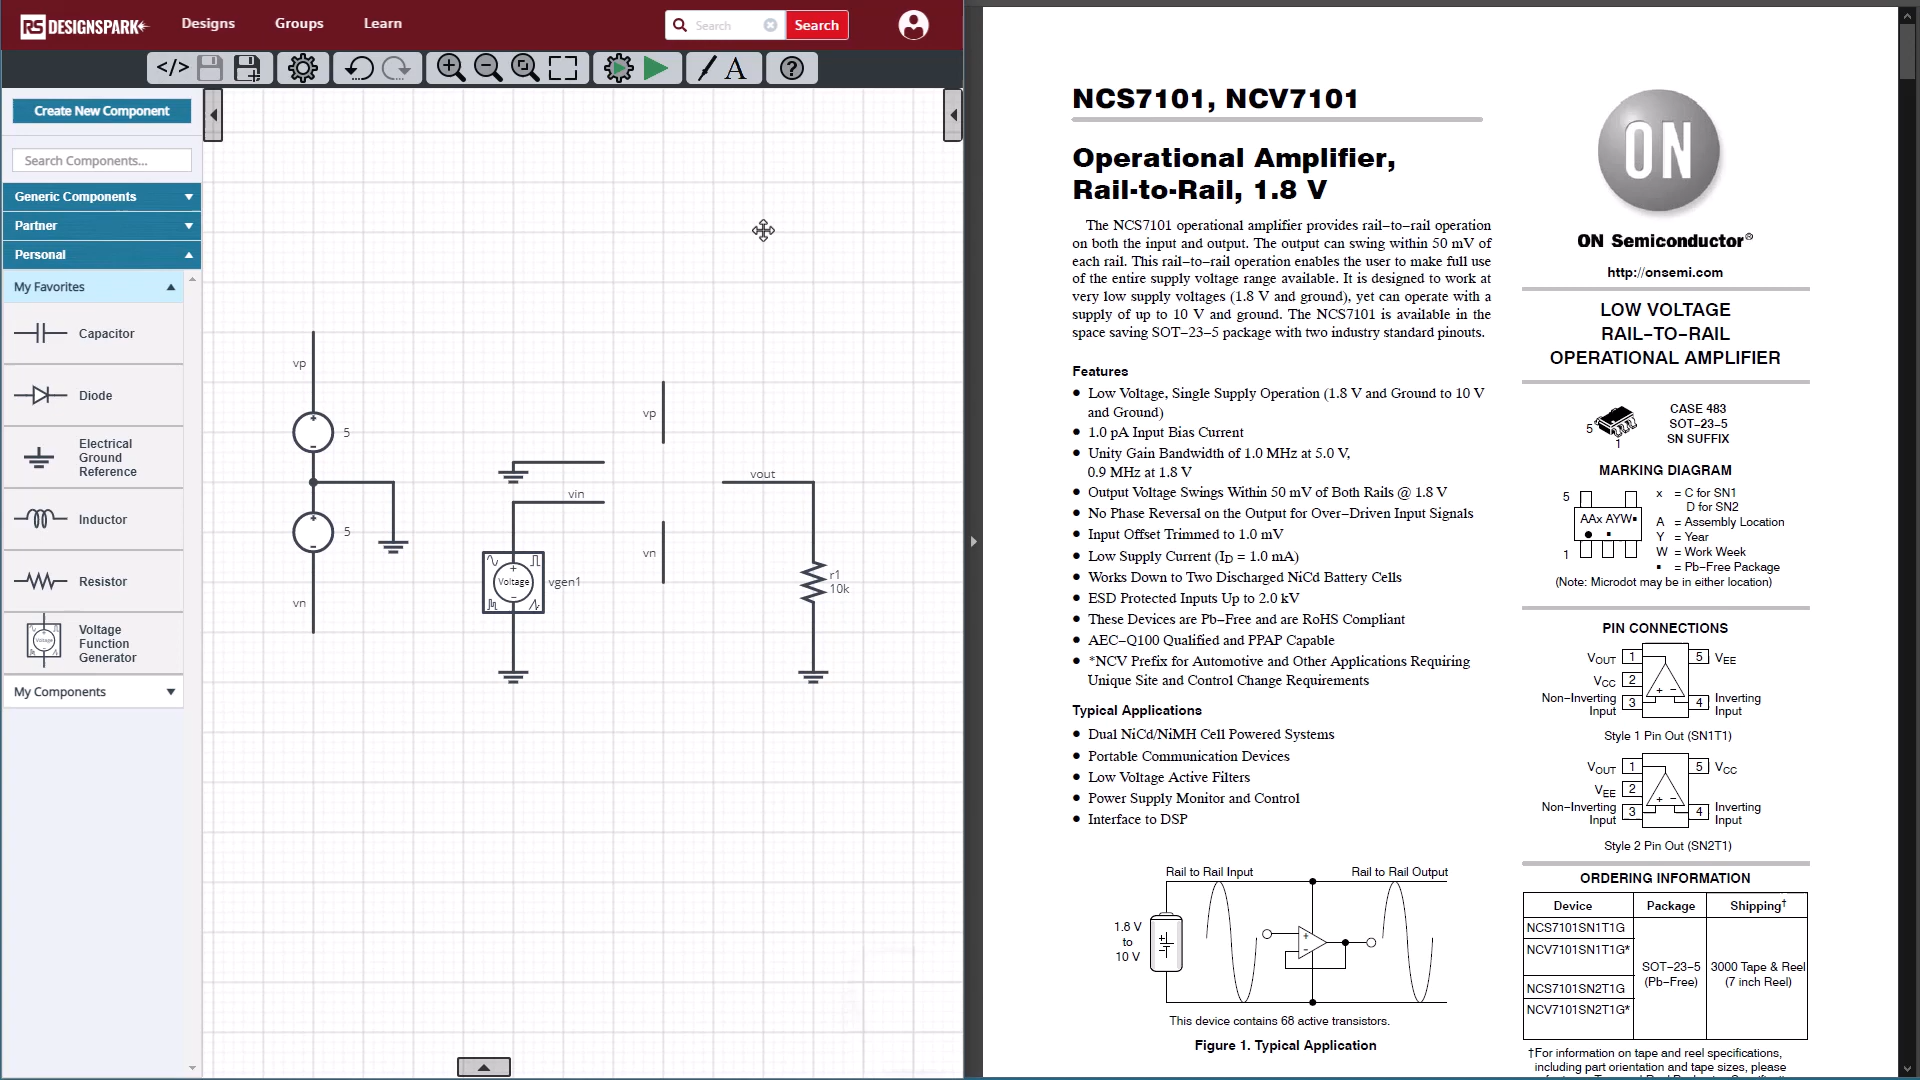 RS DESIGNSPARK
Designs
Groups
Learn
Search
Search
</>
A
?
Create New Component
Search Components...
Generic Components
Partner
Personal
My Favorites
Capacitor
Diode
Electrical
Ground
Reference
Inductor
Resistor
Voltage
Voltage
Function
Generator
My Components
vp
5
5
vn
vp
vin
vn
Voltage
vgen1
vout
r1
10k
NCS7101, NCV7101
Operational Amplifier,
Rail-to-Rail, 1.8 V
The NCS7101 operational amplifier provides rail−to−rail operation
on both the input and output. The output can swing within 50 mV of
each rail. This rail−to−rail operation enables the user to make full use
of the entire supply voltage range available. It is designed to work at
very low supply voltages (1.8 V and ground), yet can operate with a
supply of up to 10 V and ground. The NCS7101 is available in the
space saving SOT−23−5 package with two industry standard pinouts.
Features
• Low Voltage, Single Supply Operation (1.8 V and Ground to 10 V
and Ground)
• 1.0 pA Input Bias Current
• Unity Gain Bandwidth of 1.0 MHz at 5.0 V,
0.9 MHz at 1.8 V
• Output Voltage Swings Within 50 mV of Both Rails @ 1.8 V
• No Phase Reversal on the Output for Over−Driven Input Signals
• Input Offset Trimmed to 1.0 mV
• Low Supply Current (ID = 1.0 mA)
• Works Down to Two Discharged NiCd Battery Cells
• ESD Protected Inputs Up to 2.0 kV
• These Devices are Pb−Free and are RoHS Compliant
• AEC−Q100 Qualified and PPAP Capable
• *NCV Prefix for Automotive and Other Applications Requiring
Unique Site and Control Change Requirements
Typical Applications
• Dual NiCd/NiMH Cell Powered Systems
• Portable Communication Devices
• Low Voltage Active Filters
• Power Supply Monitor and Control
• Interface to DSP
Rail to Rail Input
Rail to Rail Output
1.8 V
to
10 V
This device contains 68 active transistors.
Figure 1. Typical Application
ON
ON Semiconductor®
http://onsemi.com
LOW VOLTAGE
RAIL−TO−RAIL
OPERATIONAL AMPLIFIER
5
1
CASE 483
SOT−23−5
SN SUFFIX
MARKING DIAGRAM
5
AAx AYW▪
● ▪
1
x = C for SN1
D for SN2
A = Assembly Location
Y = Year
W = Work Week
▪ = Pb−Free Package
(Note: Microdot may be in either location)
PIN CONNECTIONS
VOUT 1 5 VEE
VCC 2
Non−Inverting
Input 3 + − 4 Inverting
Input
Style 1 Pin Out (SN1T1)
VOUT 1 5 VCC
VEE 2
Non−Inverting
Input 3 + − 4 Inverting
Input
Style 2 Pin Out (SN2T1)
ORDERING INFORMATION
Device Package Shipping†
NCS7101SN1T1G
NCV7101SN1T1G*
NCS7101SN2T1G
NCV7101SN2T1G*
SOT−23−5
(Pb−Free)
3000 Tape & Reel
(7 inch Reel)
†For information on tape and reel specifications,
including part orientation and tape sizes, please